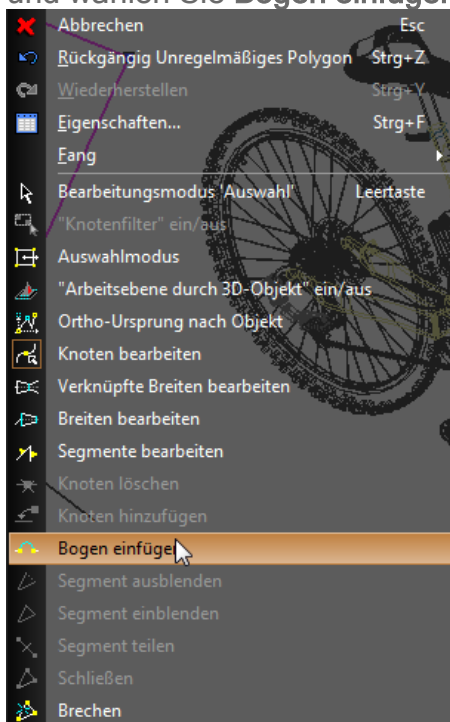 und wählen Sie Bogen einfügen
Abbrechen Esc
Rückgängig Unregelmäßiges Polygon Strg+Z
Wiederherstellen Strg+Y
Eigenschaften... Strg+F
Fang
Bearbeitungsmodus 'Auswahl' Leertaste
"Knotenfilter" ein/aus
Auswahlmodus
"Arbeitsebene durch 3D-Objekt" ein/aus
Ortho-Ursprung nach Objekt
Knoten bearbeiten
Verknüpfte Breiten bearbeiten
Breiten bearbeiten
Segmente bearbeiten
Knoten löschen
Knoten hinzufügen
Bogen einfügen
Segment ausblenden
Segment einblenden
Segment teilen
Schließen
Brechen